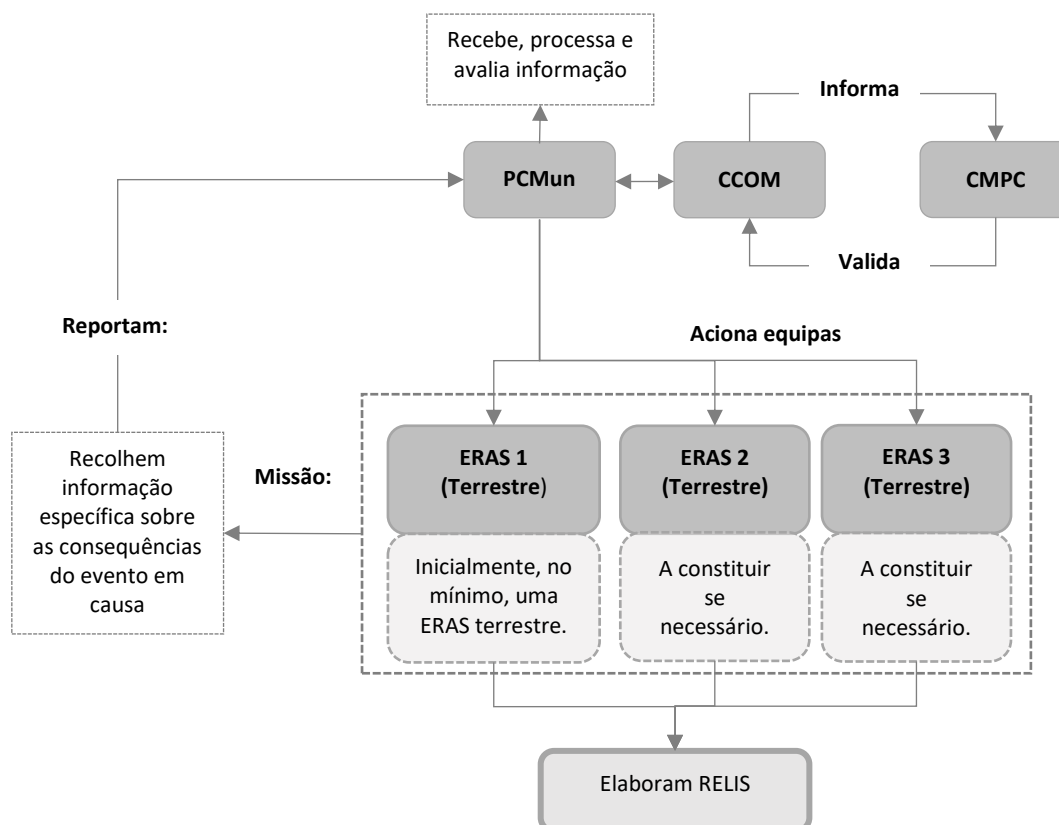 Recebe, processa e
avalia informação
Informa
PCMun
CCOM
CMPC
Valida
Reportam:
Aciona equipas
Recolhem
informação
específica sobre
as consequências
do evento em
causa
Missão:
ERAS 1
(Terrestre)
ERAS 2
(Terrestre)
ERAS 3
(Terrestre)
Inicialmente, no
mínimo, uma
ERAS terrestre.
A constituir
se
necessário.
A constituir
se
necessário.
Elaboram RELIS